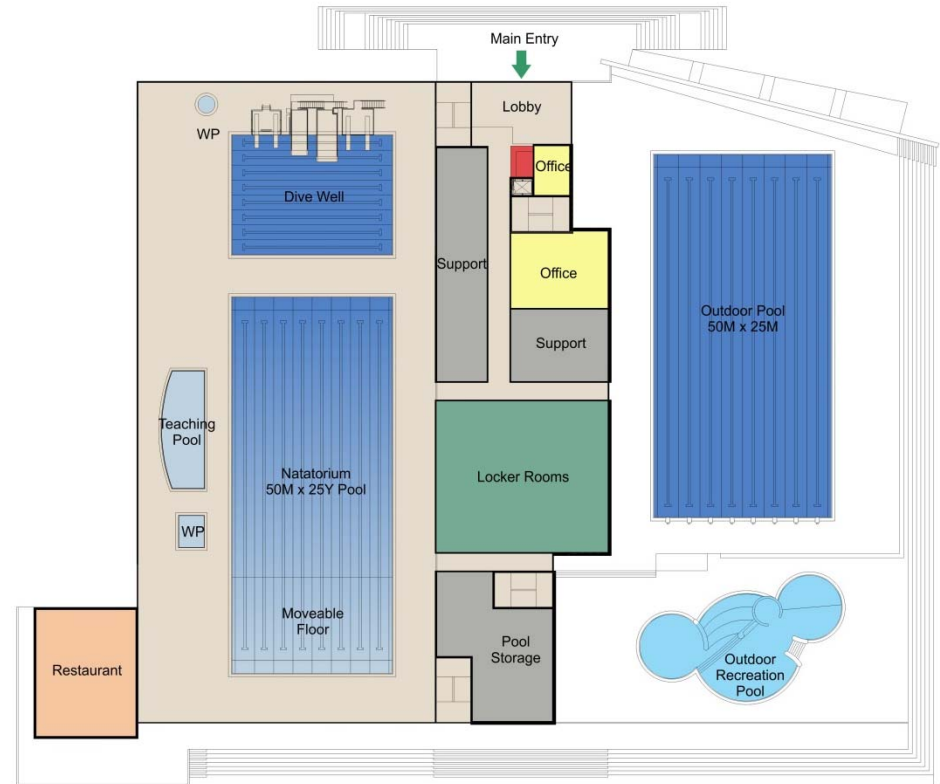 Main Entry
Lobby
WP
Office
Dive Well
Support
Office
Outdoor Pool
50M x 25M
Support
Teaching
Pool
Natatorium
50M x 25Y Pool
Locker Rooms
WP
Moveable
Floor
Pool
Storage
Restaurant
Outdoor
Recreation
Pool